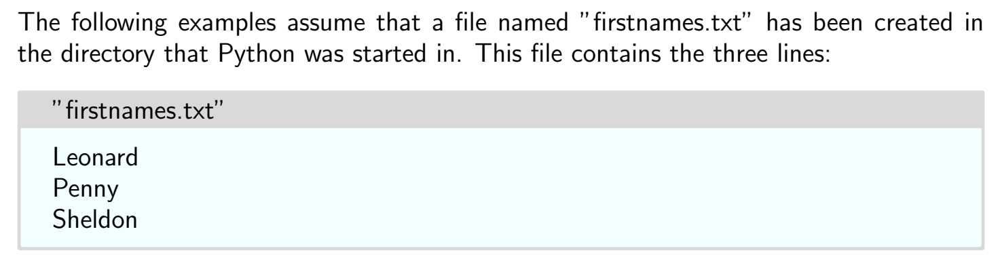 The following examples assume that a file named ”firstnames.txt” has been created in
the directory that Python was started in. This file contains the three lines:
”firstnames.txt”
Leonard
Penny
Sheldon